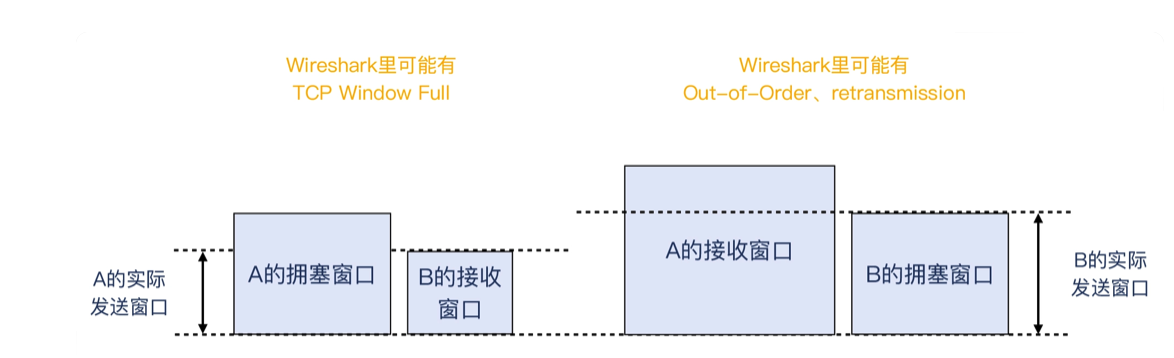 Wireshark里可能有
TCP Window Full
Wireshark里可能有
Out-of-Order、retransmission
A的实际
发送窗口
A的拥塞窗口
B的接收
窗口
A的接收窗口
B的拥塞窗口
B的实际
发送窗口